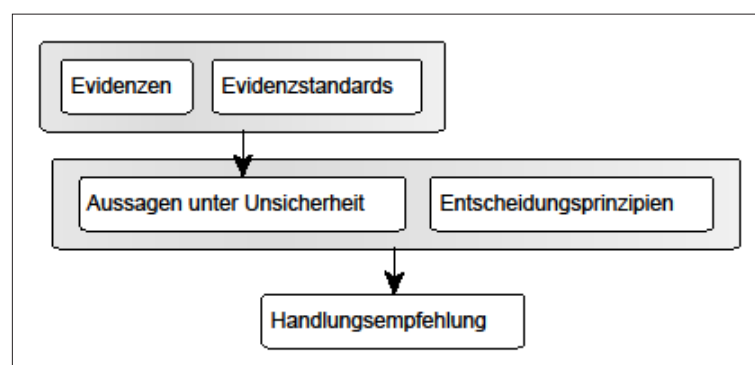 Evidenzen
Evidenzstandards
Aussagen unter Unsicherheit
Entscheidungsprinzipien
Handlungsempfehlung